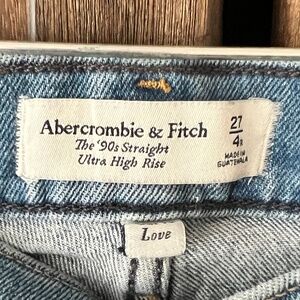 Abercrombie & Fitch
The '90s Straight
Ultra High Rise
27
4R
MADE IN
GUATEMALA
Love